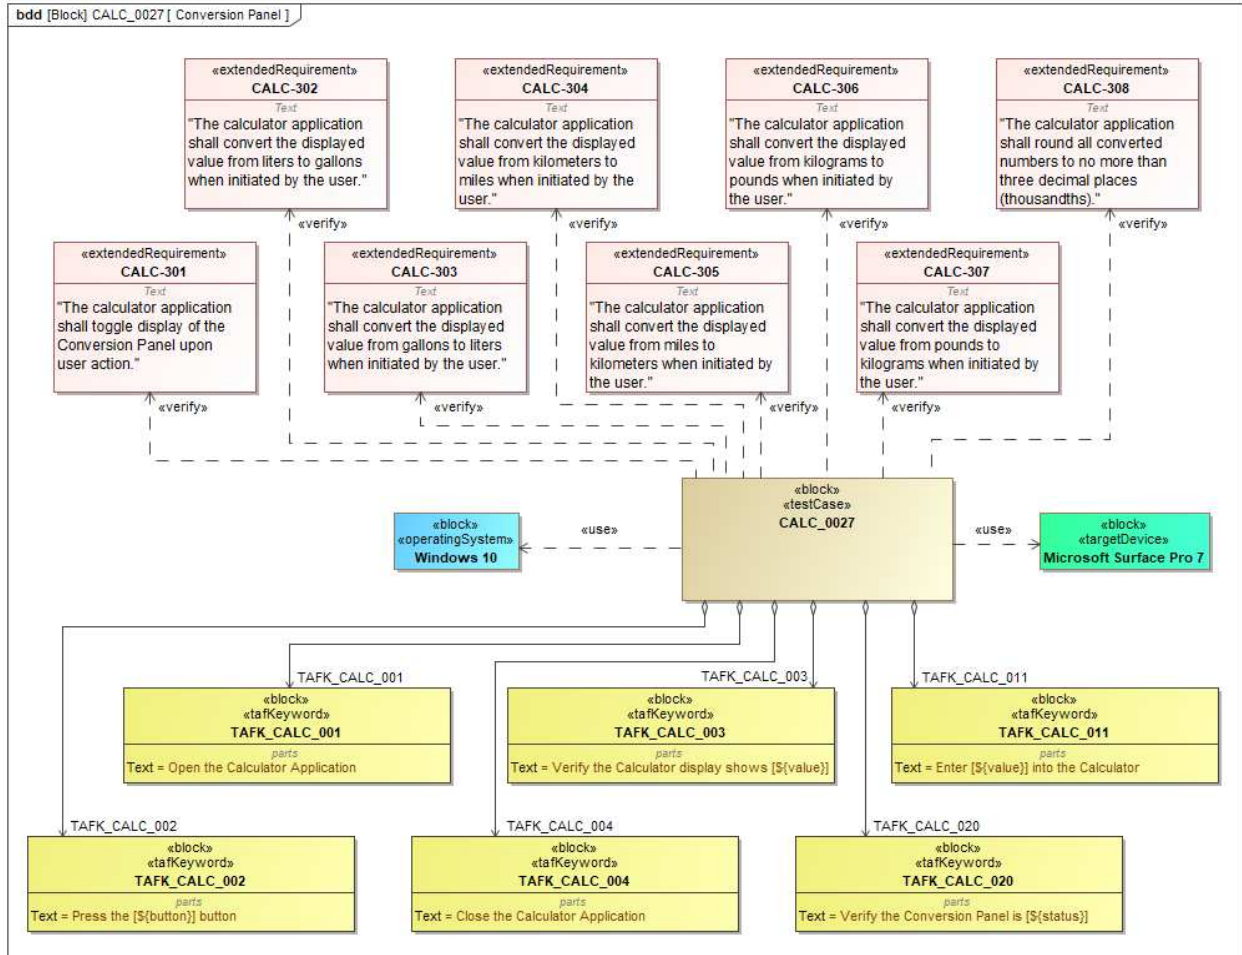 bdd [Block] CALC_0027 [ Conversion Panel ]
«extendedRequirement»
CALC-302
Text
"The calculator application
shall convert the displayed
value from liters to gallons
when initiated by the user."
«extendedRequirement»
CALC-304
Text
"The calculator application
shall convert the displayed
value from kilometers to
miles when initiated by the
user."
«extendedRequirement»
CALC-306
Text
"The calculator application
shall convert the displayed
value from kilograms to
pounds when initiated by
the user."
«extendedRequirement»
CALC-308
Text
"The calculator application
shall round all converted
numbers to no more than
three decimal places
(thousandths)."
«verify»
«verify»
«verify»
«verify»
«extendedRequirement»
CALC-301
Text
"The calculator application
shall toggle display of the
Conversion Panel upon
user action."
«extendedRequirement»
CALC-303
Text
"The calculator application
shall convert the displayed
value from gallons to liters
when initiated by the user."
«extendedRequirement»
CALC-305
Text
"The calculator application
shall convert the displayed
value from miles to
kilometers when initiated by
the user."
«extendedRequirement»
CALC-307
Text
"The calculator application
shall convert the displayed
value from pounds to
kilograms when initiated by
the user."
«verify»
«verify»
«verify»
«verify»
«block»
«testCase»
CALC_0027
«block»
«operatingSystem»
Windows 10
«use»
«use»
«block»
«targetDevice»
Microsoft Surface Pro 7
TAFK_CALC_001
«block»
«tafKeyword»
TAFK_CALC_001
parts
Text = Open the Calculator Application
TAFK_CALC_003
«block»
«tafKeyword»
TAFK_CALC_003
parts
Text = Verify the Calculator display shows [${value}]
TAFK_CALC_011
«block»
«tafKeyword»
TAFK_CALC_011
parts
Text = Enter [${value}] into the Calculator
TAFK_CALC_002
«block»
«tafKeyword»
TAFK_CALC_002
parts
Text = Press the [${button}] button
TAFK_CALC_004
«block»
«tafKeyword»
TAFK_CALC_004
parts
Text = Close the Calculator Application
TAFK_CALC_020
«block»
«tafKeyword»
TAFK_CALC_020
parts
Text = Verify the Conversion Panel is [${status}]